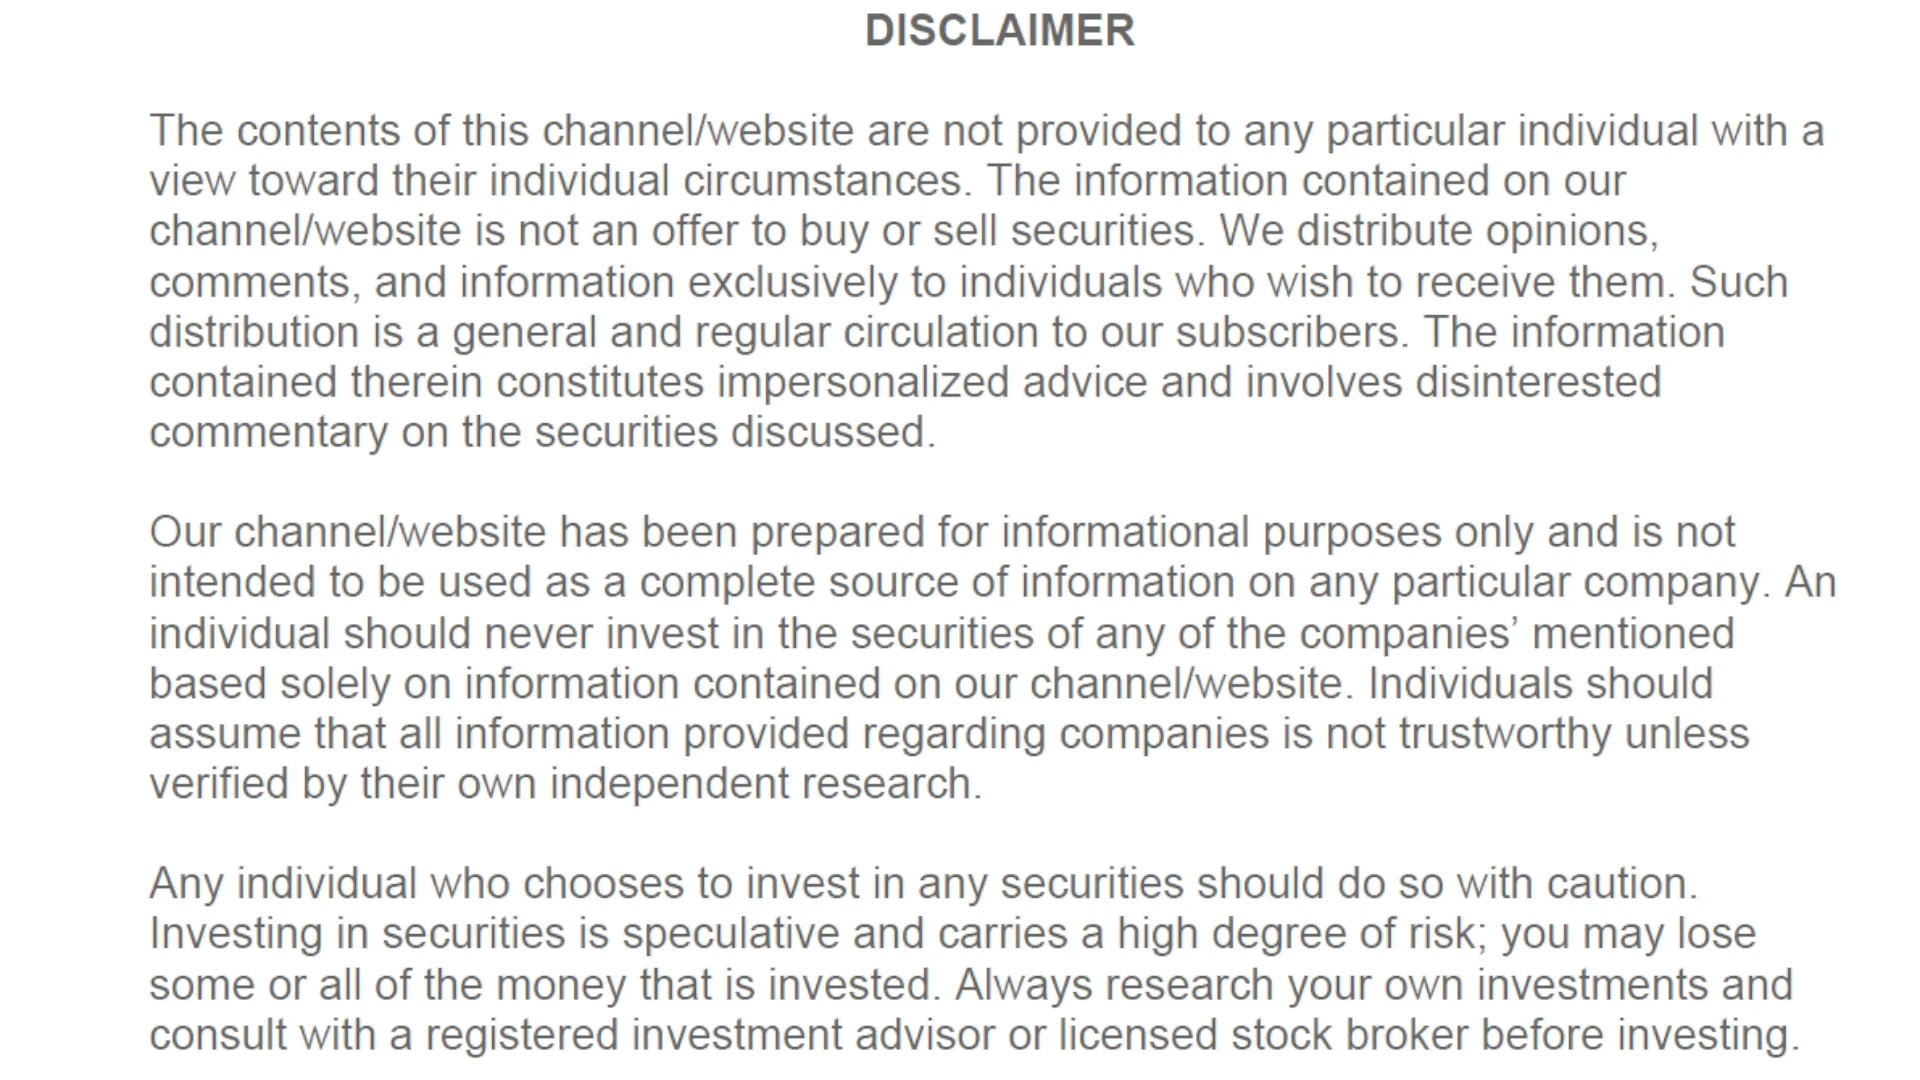 DISCLAIMER
The contents of this channel/website are not provided to any particular individual with a
view toward their individual circumstances. The information contained on our
channel/website is not an offer to buy or sell securities. We distribute opinions,
comments, and information exclusively to individuals who wish to receive them. Such
distribution is a general and regular circulation to our subscribers. The information
contained therein constitutes impersonalized advice and involves disinterested
commentary on the securities discussed.
Our channel/website has been prepared for informational purposes only and is not
intended to be used as a complete source of information on any particular company. An
individual should never invest in the securities of any of the companies’ mentioned
based solely on information contained on our channel/website. Individuals should
assume that all information provided regarding companies is not trustworthy unless
verified by their own independent research.
Any individual who chooses to invest in any securities should do so with caution.
Investing in securities is speculative and carries a high degree of risk; you may lose
some or all of the money that is invested. Always research your own investments and
consult with a registered investment advisor or licensed stock broker before investing.